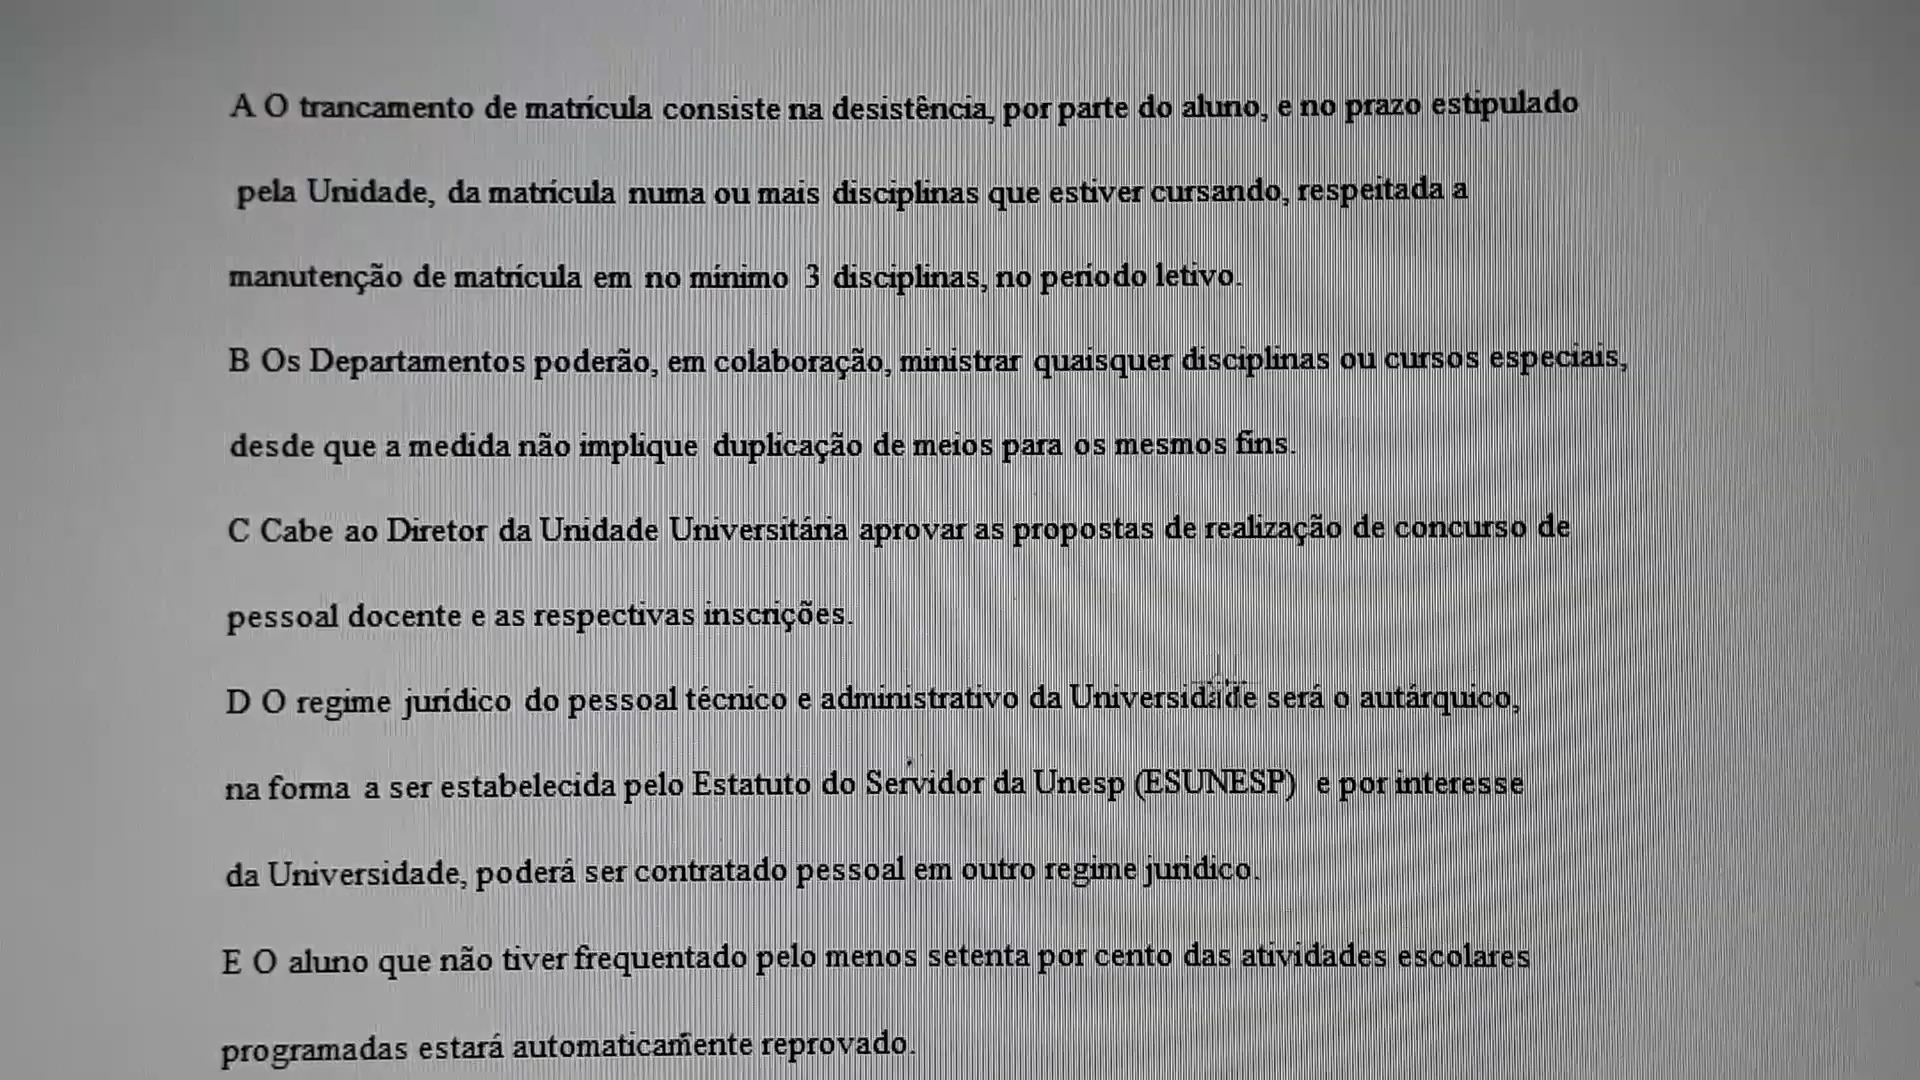 A O trancamento de matrícula consiste na desistência, por parte do aluno, e no prazo estipulado
pela Unidade, da matrícula numa ou mais disciplinas que estiver cursando, respeitada a
manutenção de matrícula em no mínimo 3 disciplinas, no período letivo.
B Os Departamentos poderão, em colaboração, ministrar quaisquer disciplinas ou cursos especiais,
desde que a medida não implique duplicação de meios para os mesmos fins.
C Cabe ao Diretor da Unidade Universitária aprovar as propostas de realização de concurso de
pessoal docente e as respectivas inscrições.
D O regime jurídico do pessoal técnico e administrativo da Universidade será o autárquico,
na forma a ser estabelecida pelo Estatuto do Servidor da Unesp (ESUNESP) e por interesse
da Universidade, poderá ser contratado pessoal em outro regime jurídico.
E O aluno que não tiver frequentado pelo menos setenta por cento das atividades escolares
programadas estará automaticamente reprovado.